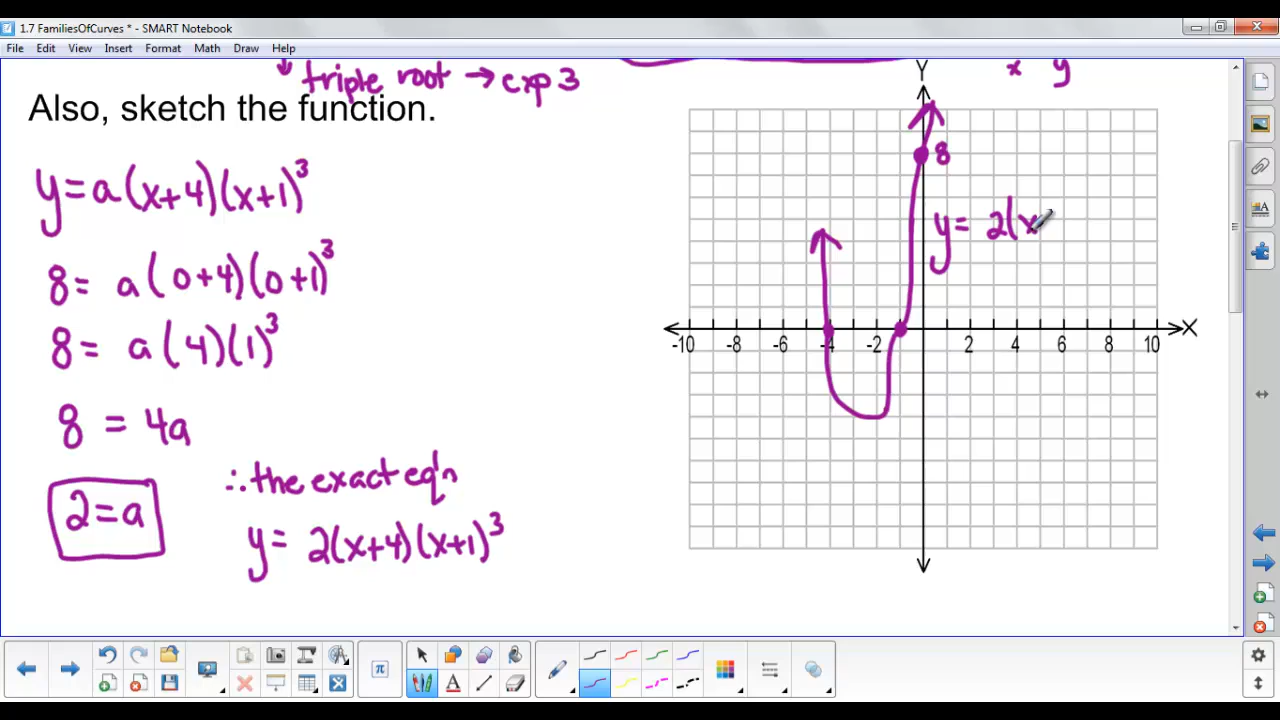 1.7 FamiliesOfCurves * - SMART Notebook
File Edit View Insert Format Math Draw Help
triple root → exp 3
x y
Also, sketch the function.
y = a(x+4)(x+1)³
8 = a(0+4)(0+1)³
8 = a(4)(1)³
8 = 4a
2 = a
∴ the exact eq'n
y = 2(x+4)(x+1)³
Y
8
y = 2(x
X
-10 -8 -6 -4 -2 2 4 6 8 10
π
A